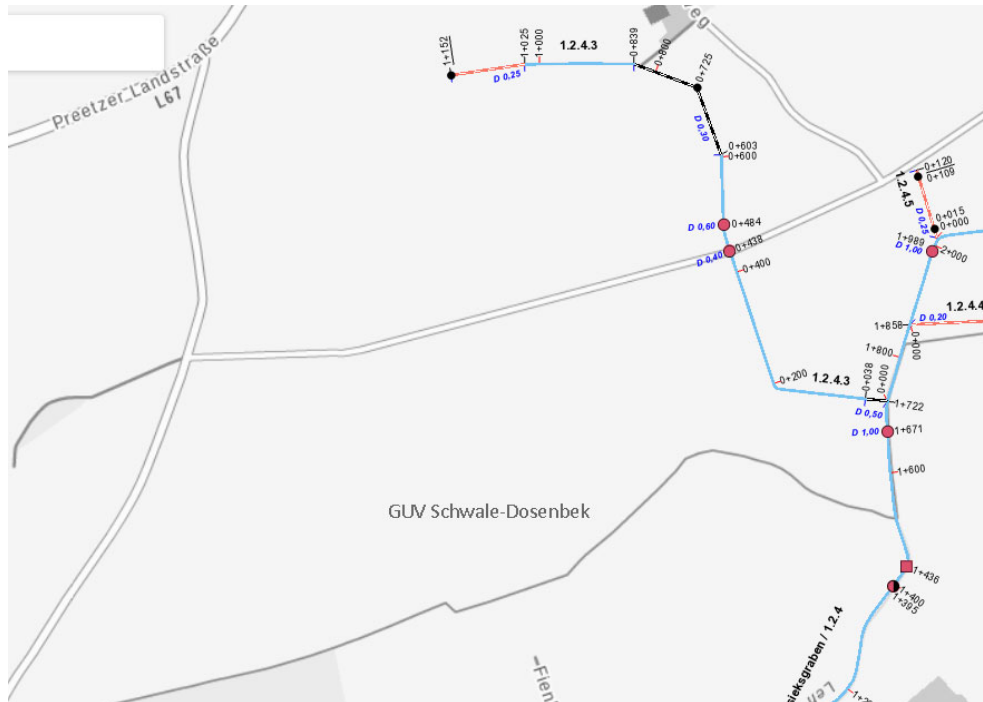 Preetzer Landstraße
L67
1+152
D 0,25
1+025
1+000
1.2.4.3
0+839
0+800
0+725
D 0,30
0+603
0+600
D 0,60
0+484
D 0,40
0+438
0+400
0+120
0+109
1.2.4.5
D 0,25
0+015
0+000
1+989
2+000
D 1,00
D 0,20
1.2.4.4
1+858
0+000
1+800
0+200
1.2.4.3
0+038
0+000
D 0,50
1+722
D 1,00
1+671
1+600
GUV Schwale-Dosenbek
1+436
1+400
1+395
sieksgraben / 1.2.4